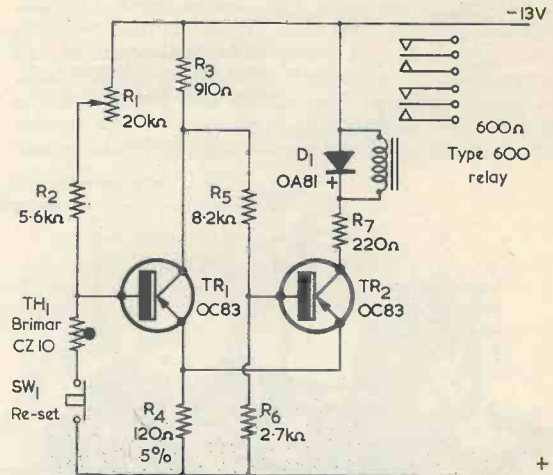 -13V
R1
20kΩ
R3
910Ω
D1
OA81 +
600Ω
Type 600
relay
R2
5.6kΩ
R5
8.2kΩ
R7
220Ω
TR1
OC83
TR2
OC83
TH1
Brimar
CZ10
SW1
Re-set
R4
120Ω
5%
R6
2.7kΩ
+